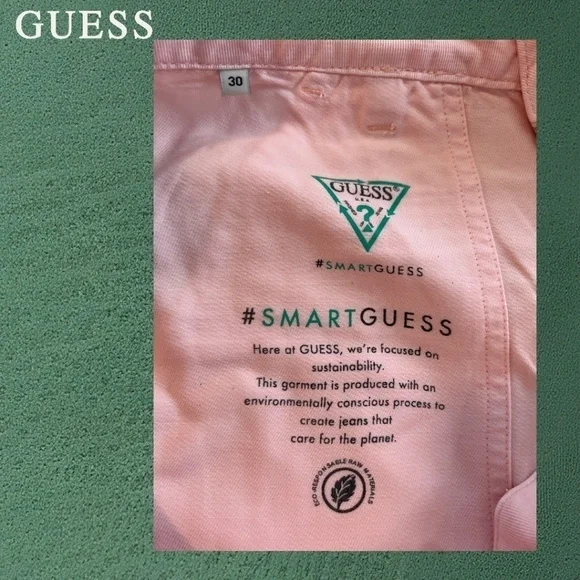 GUESS
30
GUESS®
U.S.A.
?
#SMARTGUESS
#SMARTGUESS
Here at GUESS, we're focused on
sustainability.
This garment is produced with an
environmentally conscious process to
create jeans that
care for the planet.
ECO-RESPONSABLE RAW MATERIALS